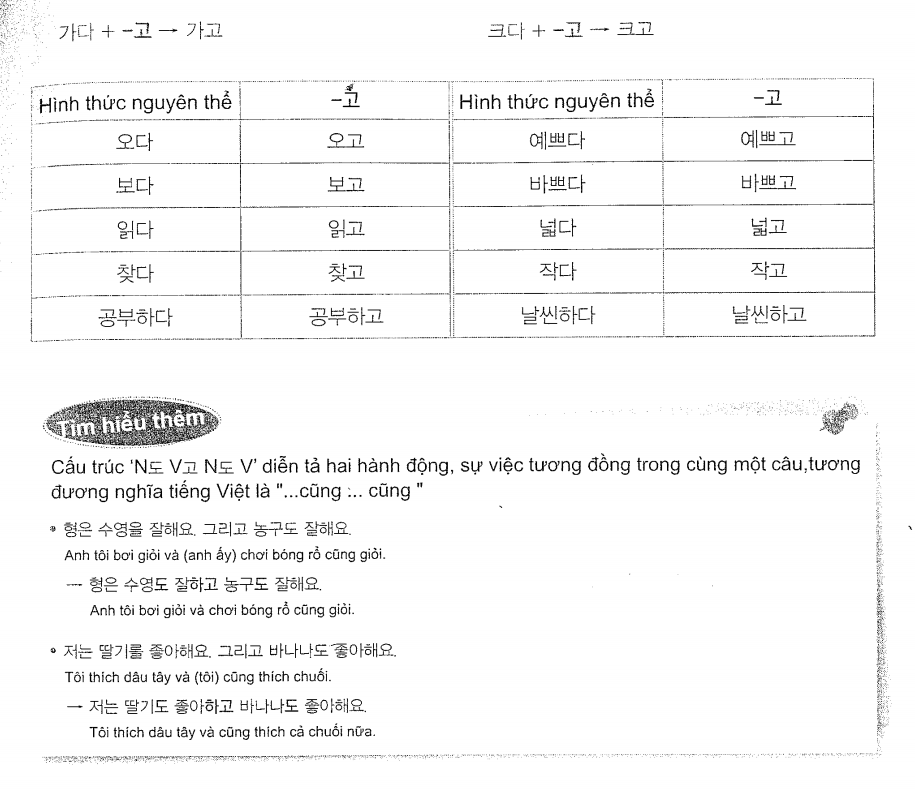 가다 + -고 → 가고 크다 + -고 → 크고
Hình thức nguyên thể -고 Hình thức nguyên thể -고
오다 오고 예쁘다 예쁘고
보다 보고 바쁘다 바쁘고
읽다 읽고 넓다 넓고
찾다 찾고 작다 작고
공부하다 공부하고 날씬하다 날씬하고
Tìm hiểu thêm
Cấu trúc 'N도 V고 N도 V' diễn tả hai hành động, sự việc tương đồng trong cùng một câu,tương
đương nghĩa tiếng Việt là "...cũng ... cũng "
• 형은 수영을 잘해요. 그리고 농구도 잘해요.
Anh tôi bơi giỏi và (anh ấy) chơi bóng rổ cũng giỏi.
→ 형은 수영도 잘하고 농구도 잘해요.
Anh tôi bơi giỏi và chơi bóng rổ cũng giỏi.
• 저는 딸기를 좋아해요. 그리고 바나나도 좋아해요.
Tôi thích dâu tây và (tôi) cũng thích chuối.
→ 저는 딸기도 좋아하고 바나나도 좋아해요.
Tôi thích dâu tây và cũng thích cả chuối nữa.